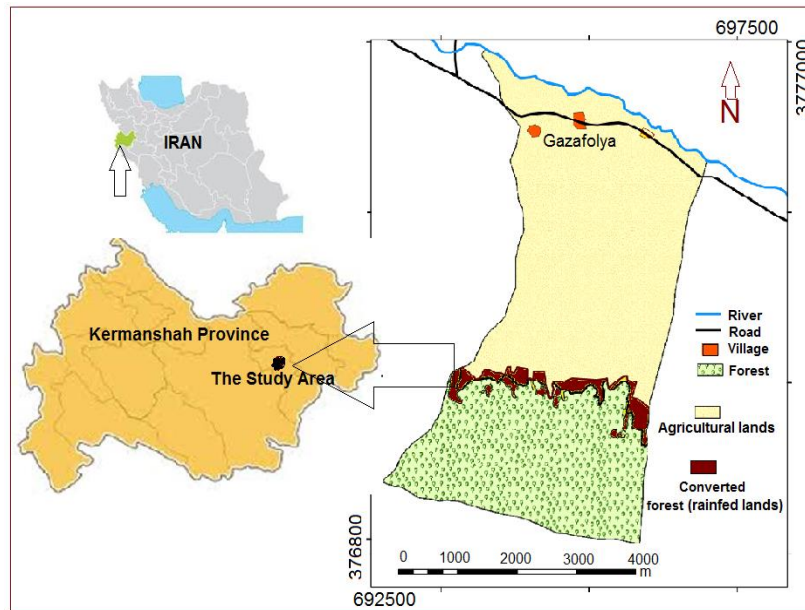 697500
3777000
N
IRAN
Gazafolya
Kermanshah Province
The Study Area
River
Road
Village
Forest
Agricultural lands
Converted
forest (rainfed lands)
0 1000 2000 3000 4000
m
376800
692500